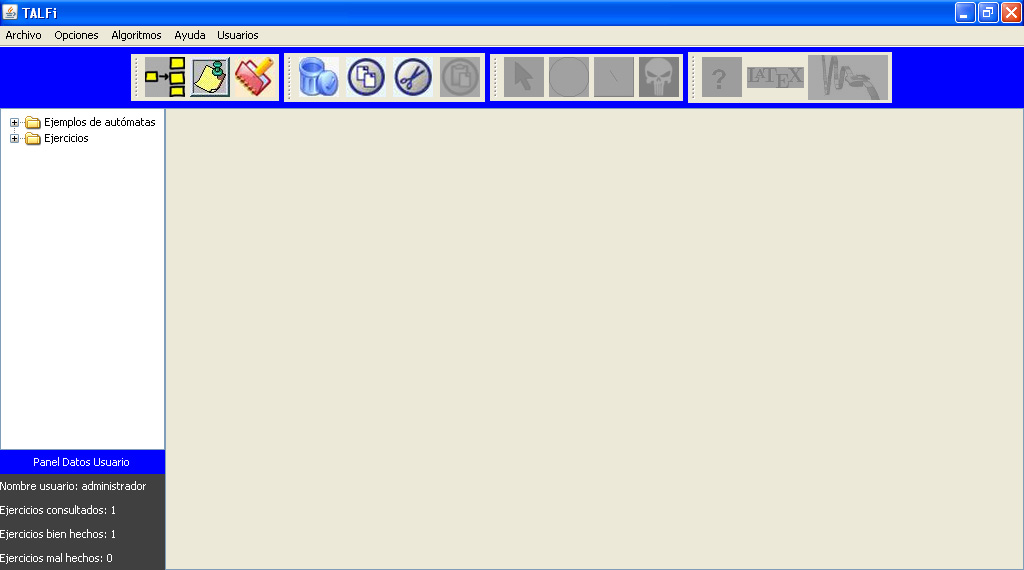 TALFi
Archivo Opciones Algoritmos Ayuda Usuarios
? LATEX
Ejemplos de autómatas
Ejercicios
Panel Datos Usuario
Nombre usuario: administrador
Ejercicios consultados: 1
Ejercicios bien hechos: 1
Ejercicios mal hechos: 0